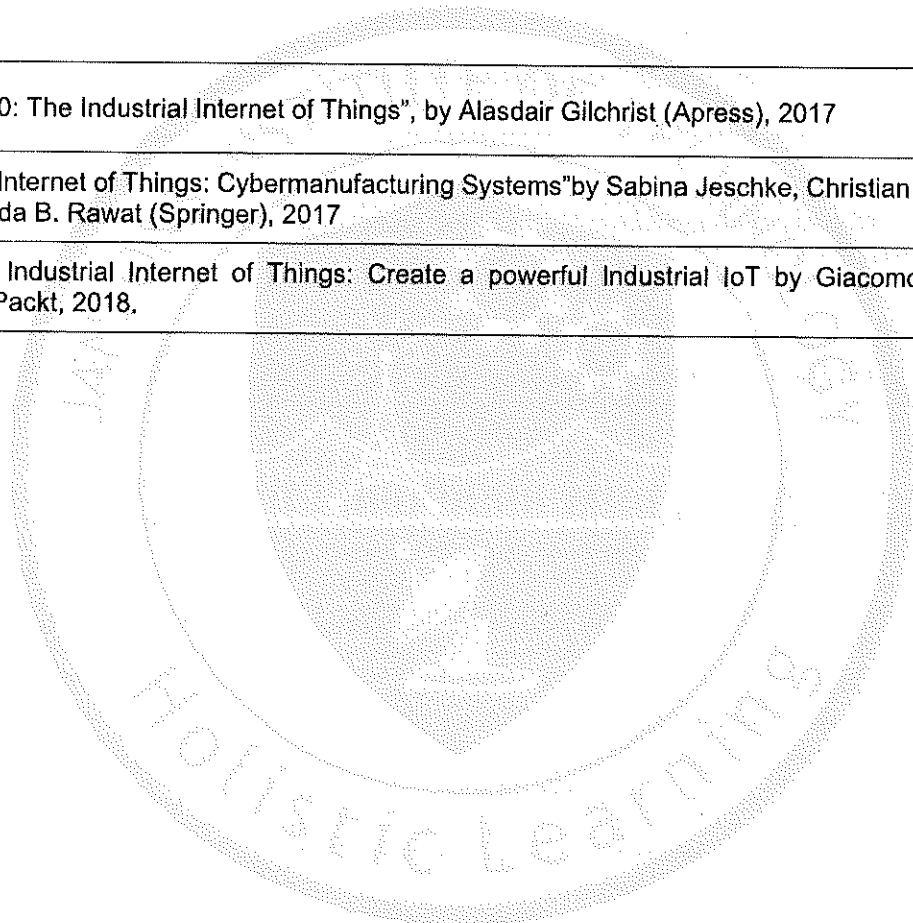 0: The Industrial Internet of Things”, by Alasdair Gilchrist (Apress), 2017
Internet of Things: Cybermanufacturing Systems”by Sabina Jeschke, Christian
da B. Rawat (Springer), 2017
Industrial Internet of Things: Create a powerful Industrial IoT by Giacomo
Packt, 2018.
Holistic Learning